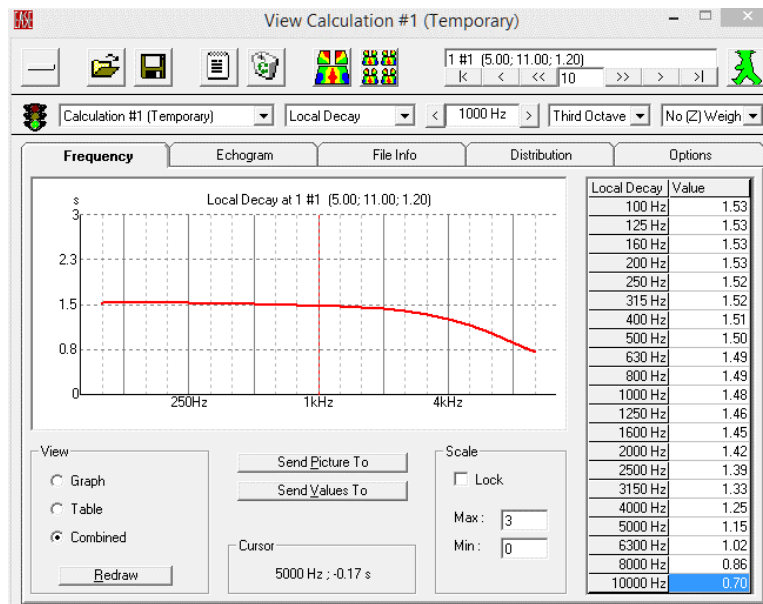 EASE View Calculation #1 (Temporary)
1 #1 (5.00; 11.00; 1.20)
|< < << 10 >> > >|
Calculation #1 (Temporary) Local Decay < 1000 Hz > Third Octave No (Z) Weigh
Frequency Echogram File Info Distribution Options
Local Decay at 1 #1 (5.00; 11.00; 1.20)
s
3
2.3
1.5
0.8
0
250Hz 1kHz 4kHz
Local Decay Value
100 Hz 1.53
125 Hz 1.53
160 Hz 1.53
200 Hz 1.53
250 Hz 1.52
315 Hz 1.52
400 Hz 1.51
500 Hz 1.50
630 Hz 1.49
800 Hz 1.49
1000 Hz 1.48
1250 Hz 1.46
1600 Hz 1.45
2000 Hz 1.42
2500 Hz 1.39
3150 Hz 1.33
4000 Hz 1.25
5000 Hz 1.15
6300 Hz 1.02
8000 Hz 0.86
10000 Hz 0.70
View
Graph
Table
Combined
Redraw
Send Picture To
Send Values To
Cursor
5000 Hz ; -0.17 s
Scale
Lock
Max : 3
Min : 0